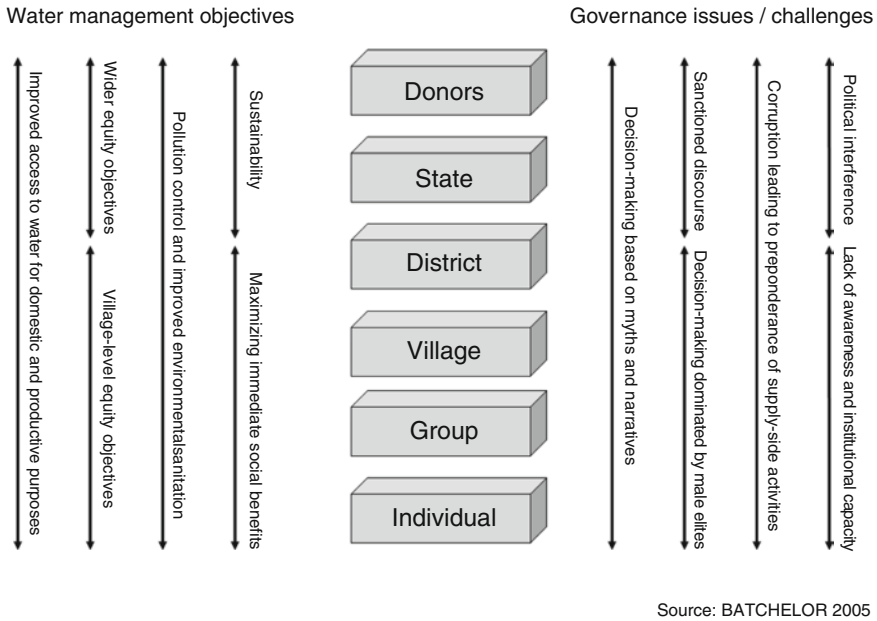 Water management objectives
Governance issues / challenges
Improved access to water for domestic and productive purposes
Wider equity objectives
Village-level equity objectives
Pollution control and improved environmentalsanitation
Sustainability
Maximizing immediate social benefits
Donors
State
District
Village
Group
Individual
Decision-making based on myths and narratives
Sanctioned discourse
Decision-making dominated by male elites
Corruption leading to preponderance of supply-side activities
Political interference
Lack of awareness and institutional capacity
Source: BATCHELOR 2005